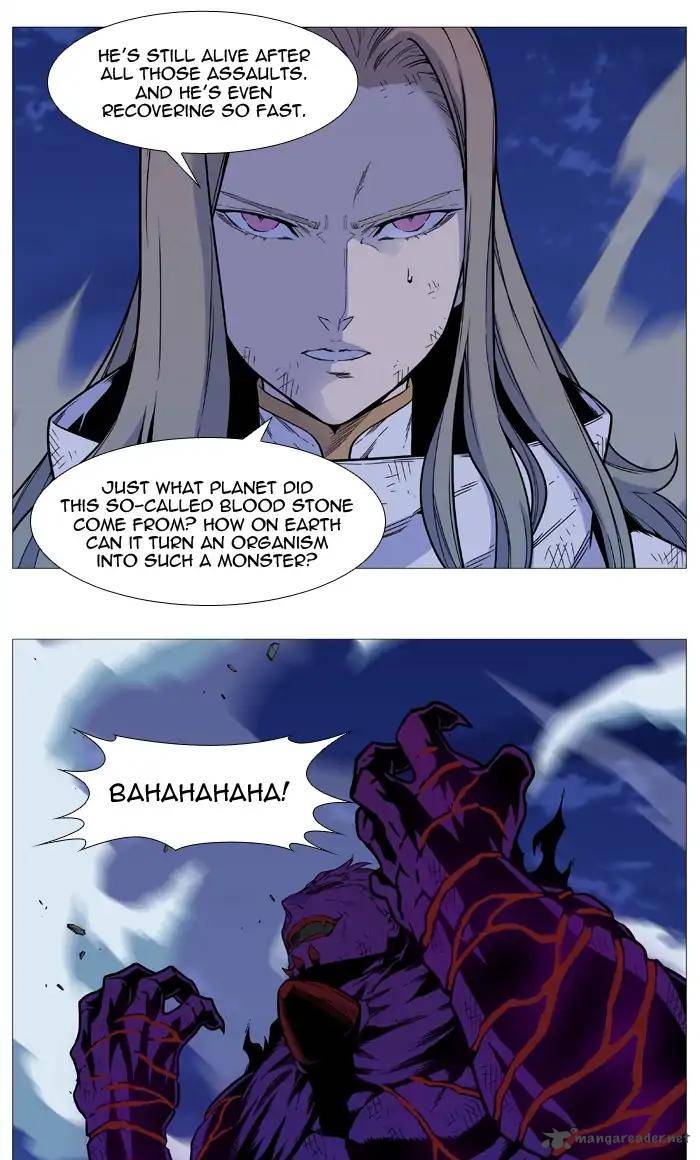 HE'S STILL ALIVE AFTER
ALL THOSE ASSAULTS.
AND HE'S EVEN
RECOVERING SO FAST.
JUST WHAT PLANET DID
THIS SO-CALLED BLOOD STONE
COME FROM? HOW ON EARTH
CAN IT TURN AN ORGANISM
INTO SUCH A MONSTER?
BAHAHAHAHA!
mangareader.net